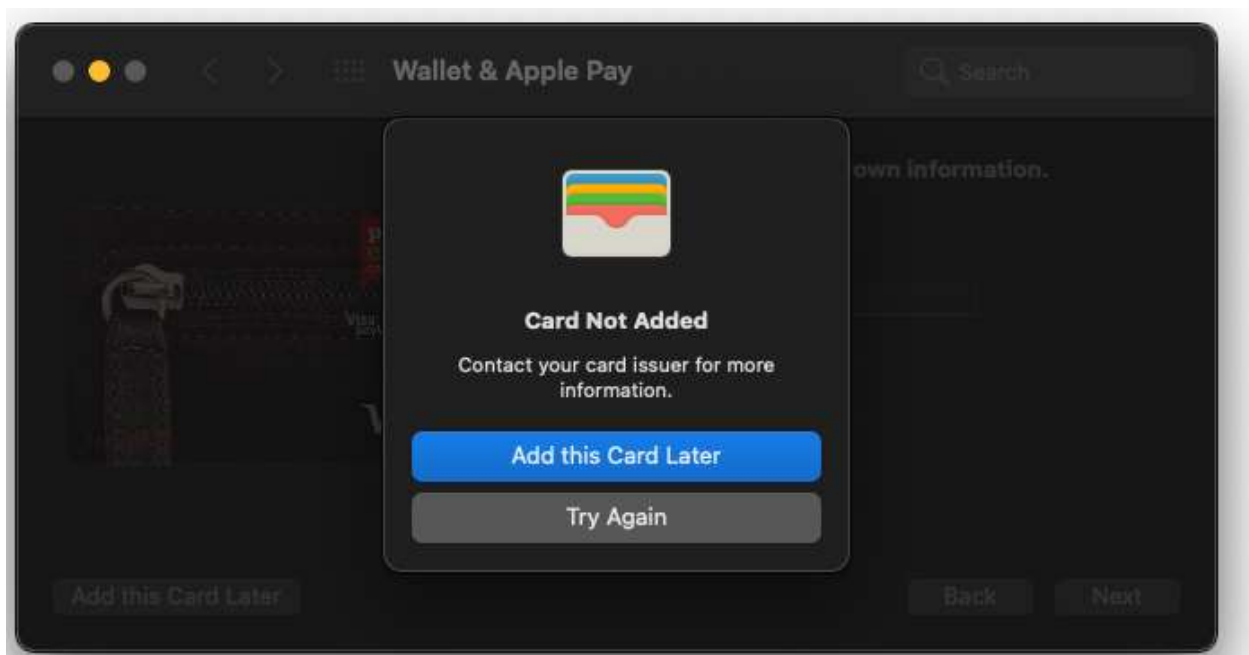 Wallet & Apple Pay
Search
own information.
Card Not Added
Contact your card issuer for more
information.
Add this Card Later
Try Again
Add this Card Later
Back
Next